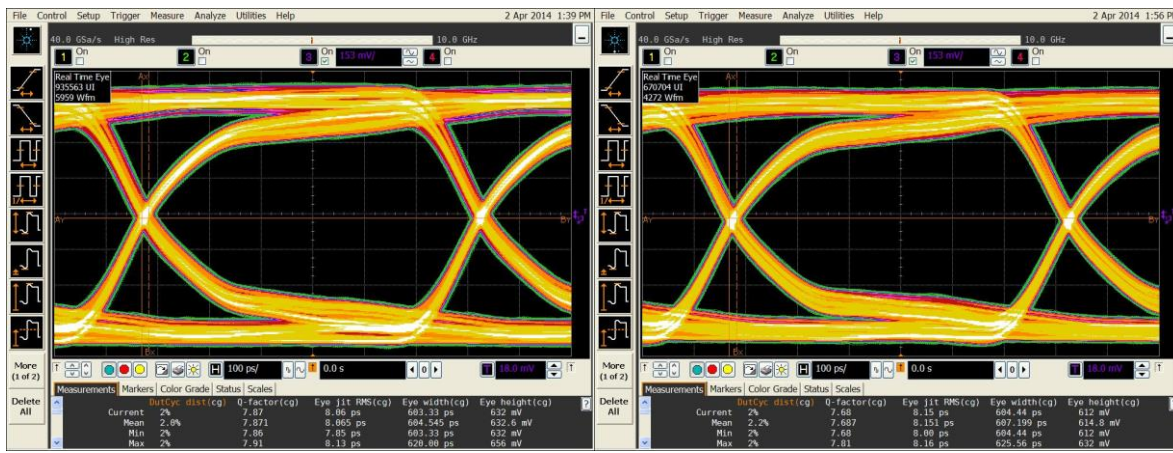 File Control Setup Trigger Measure Analyze Utilities Help 2 Apr 2014 1:39 PM
40.0 GSa/s High Res 10.0 GHz
1 On 2 On 3 On 153 mV/ 4 On
Real Time Eye
935563 UI
5959 Wfm
Ax
Ay
By
Bx
More
(1 of 2)
Delete
All
H 100 ps/ 0.0 s 0 T 18.0 mV
Measurements Markers Color Grade Status Scales
DutCyc dist(cg) Q-factor(cg) Eye jit RMS(cg) Eye width(cg) Eye height(cg)
Current 2% 7.87 8.06 ps 603.33 ps 632 mV
Mean 2.0% 7.871 8.065 ps 604.545 ps 632.6 mV
Min 2% 7.86 7.85 ps 603.33 ps 632 mV
Max 2% 7.91 8.13 ps 620.00 ps 656 mV
File Control Setup Trigger Measure Analyze Utilities Help 2 Apr 2014 1:56 PM
40.0 GSa/s High Res 10.0 GHz
1 On 2 On 3 On 153 mV/ 4 On
Real Time Eye
670704 UI
4272 Wfm
Ax
Ay
By
Bx
More
(1 of 2)
Delete
All
H 100 ps/ 0.0 s 0 T 18.0 mV
Measurements Markers Color Grade Status Scales
DutCyc dist(cg) Q-factor(cg) Eye jit RMS(cg) Eye width(cg) Eye height(cg)
Current 2% 7.68 8.15 ps 604.44 ps 612 mV
Mean 2.2% 7.687 8.151 ps 607.199 ps 614.8 mV
Min 2% 7.68 8.00 ps 604.44 ps 612 mV
Max 2% 7.81 8.16 ps 625.56 ps 632 mV